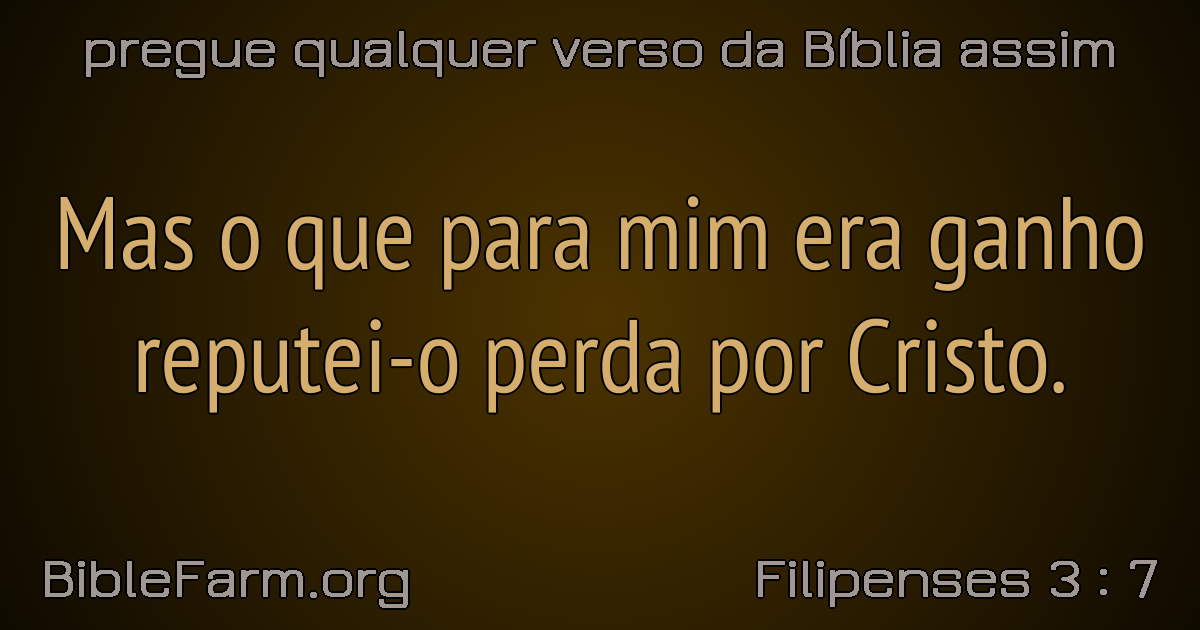 pregue qualquer verso da Bíblia assim
Mas o que para mim era ganho
reputei-o perda por Cristo.
BibleFarm.org
Filipenses 3 : 7